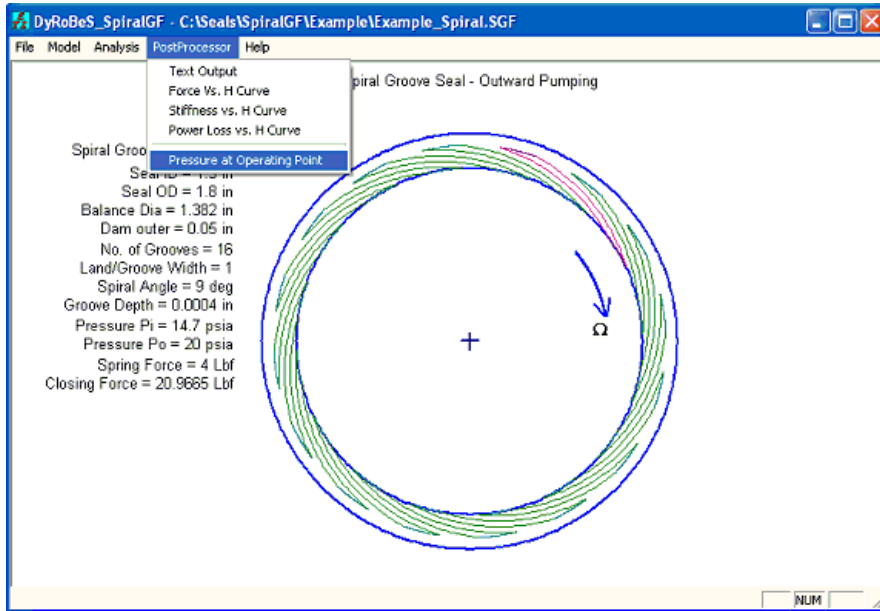 DyRoBeS_SpiralGF - C:\Seals\SpiralGF\Example\Example_Spiral.SGF
File Model Analysis PostProcessor Help
Text Output
Force Vs. H Curve
Stiffness vs. H Curve
Power Loss vs. H Curve
Pressure at Operating Point
piral Groove Seal - Outward Pumping
Spiral Groo
Seal OD = 1.8 in
Balance Dia = 1.382 in
Dam outer = 0.05 in
No. of Grooves = 16
Land/Groove Width = 1
Spiral Angle = 9 deg
Groove Depth = 0.0004 in
Pressure Pi = 14.7 psia
Pressure Po = 20 psia
Spring Force = 4 Lbf
Closing Force = 20.9665 Lbf
Ω
NUM